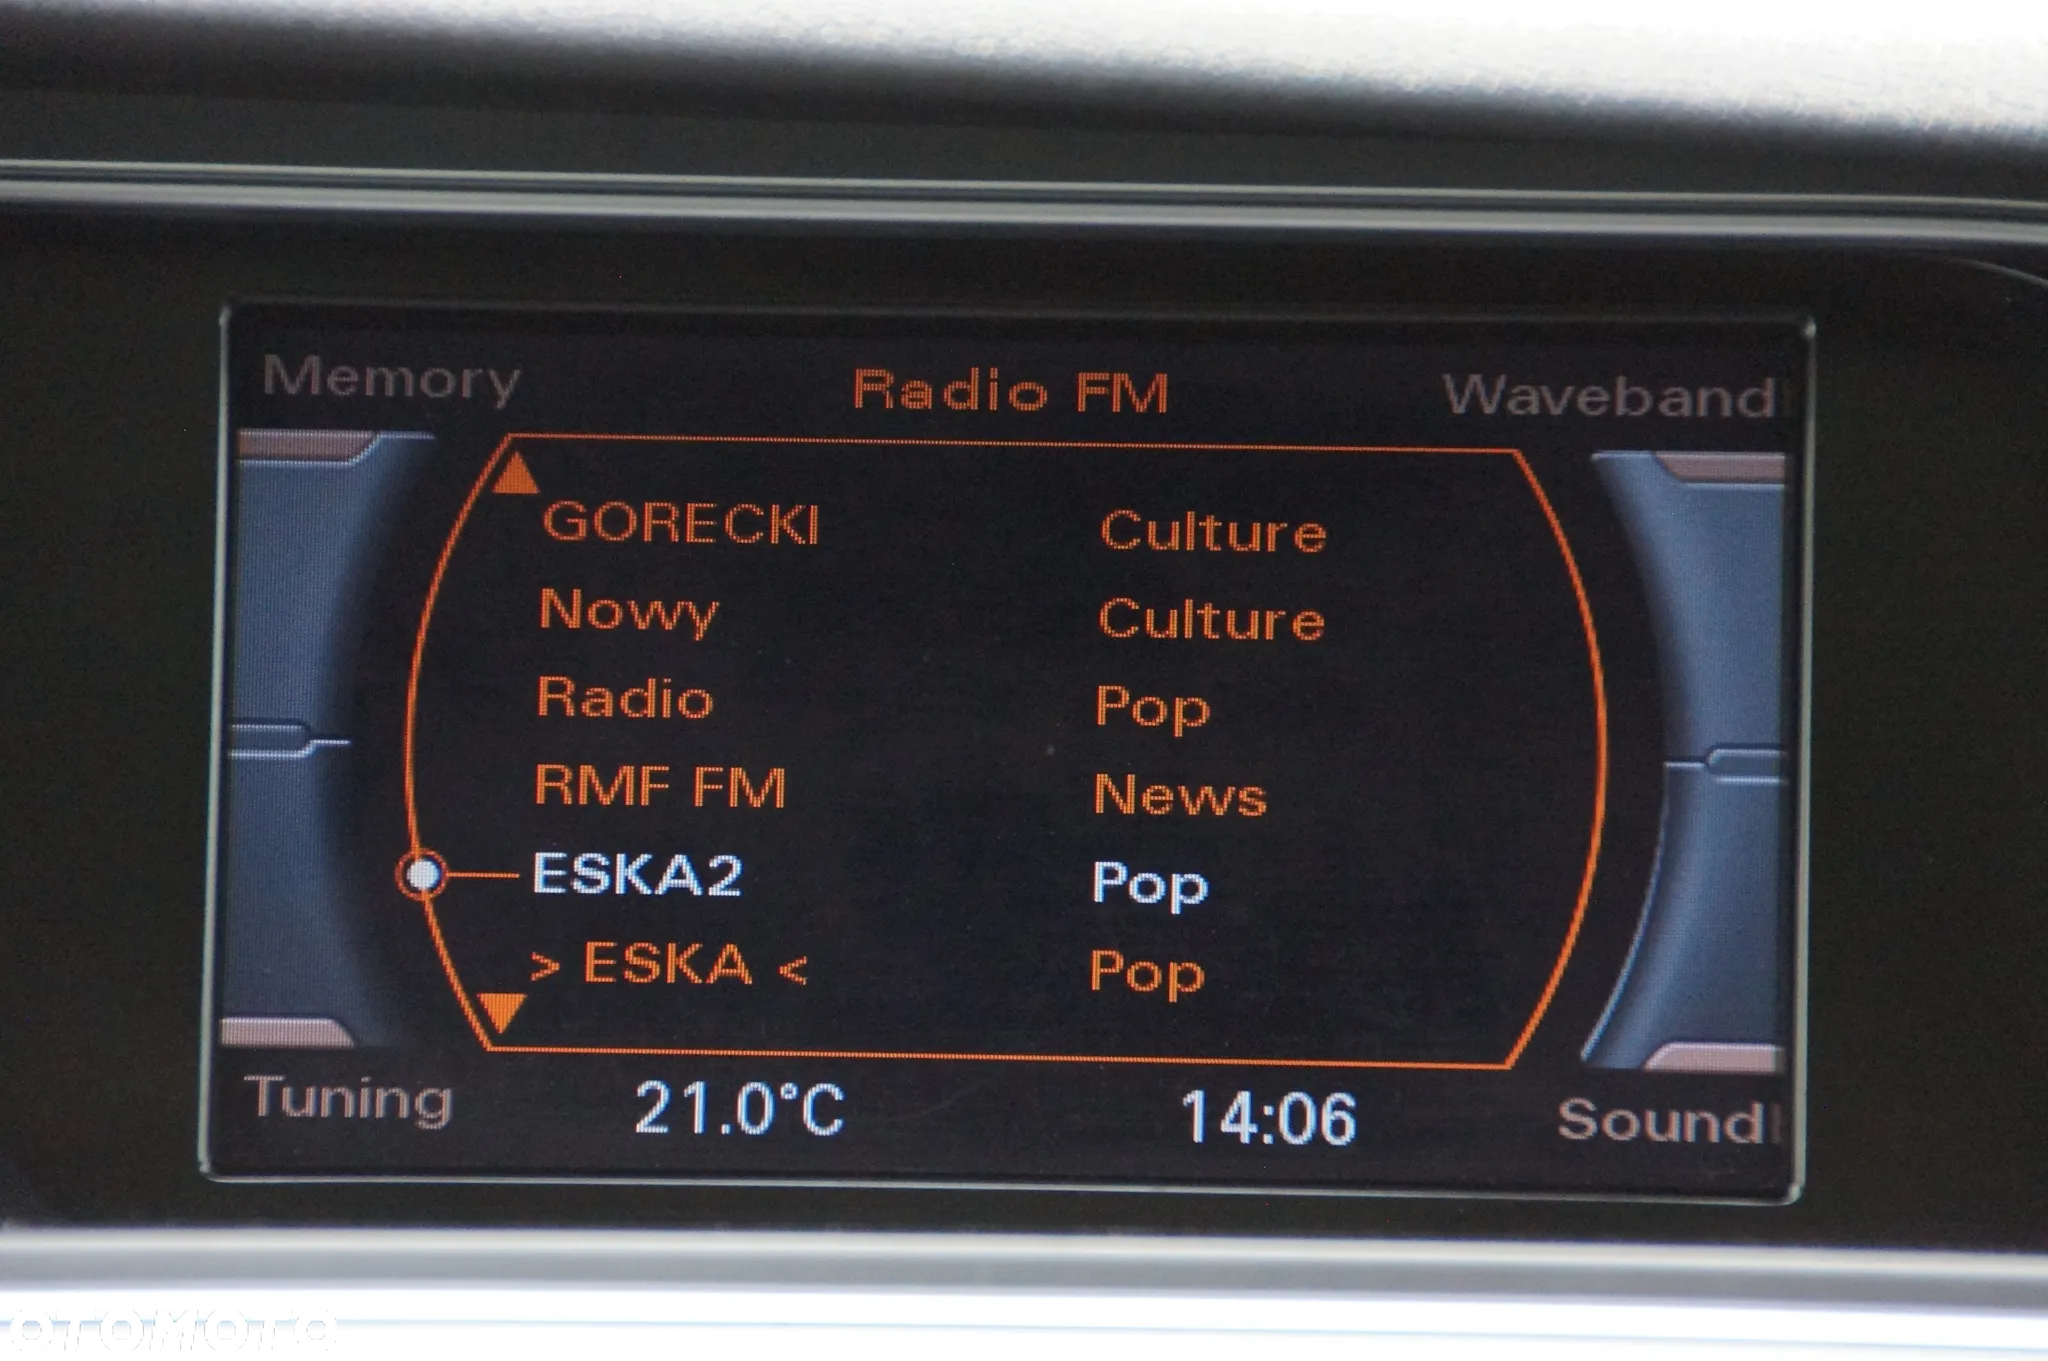 Memory Radio FM Waveband
GORECKI Culture
Nowy Culture
Radio Pop
RMF FM News
ESKA2 Pop
> ESKA < Pop
Tuning 21.0°C 14:06 Sound
OTOMOTO